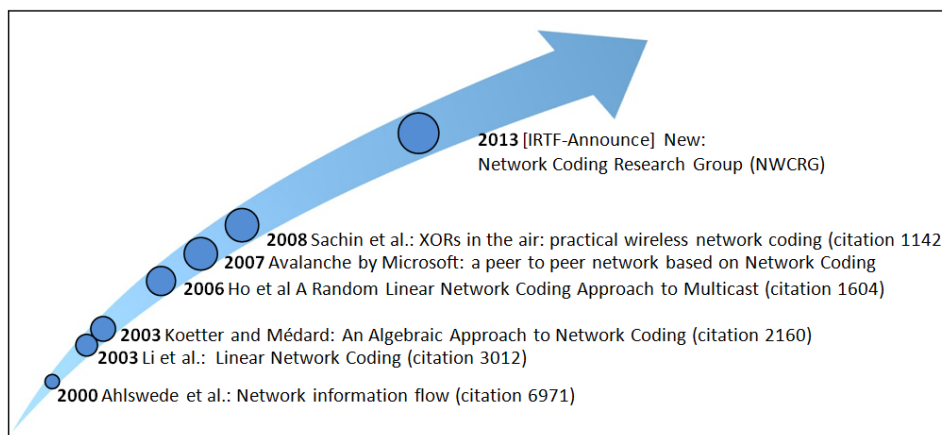 2013 [IRTF-Announce] New:
Network Coding Research Group (NWCRG)
2008 Sachin et al.: XORs in the air: practical wireless network coding (citation 1142
2007 Avalanche by Microsoft: a peer to peer network based on Network Coding
2006 Ho et al A Random Linear Network Coding Approach to Multicast (citation 1604)
2003 Koetter and Médard: An Algebraic Approach to Network Coding (citation 2160)
2003 Li et al.: Linear Network Coding (citation 3012)
2000 Ahlswede et al.: Network information flow (citation 6971)